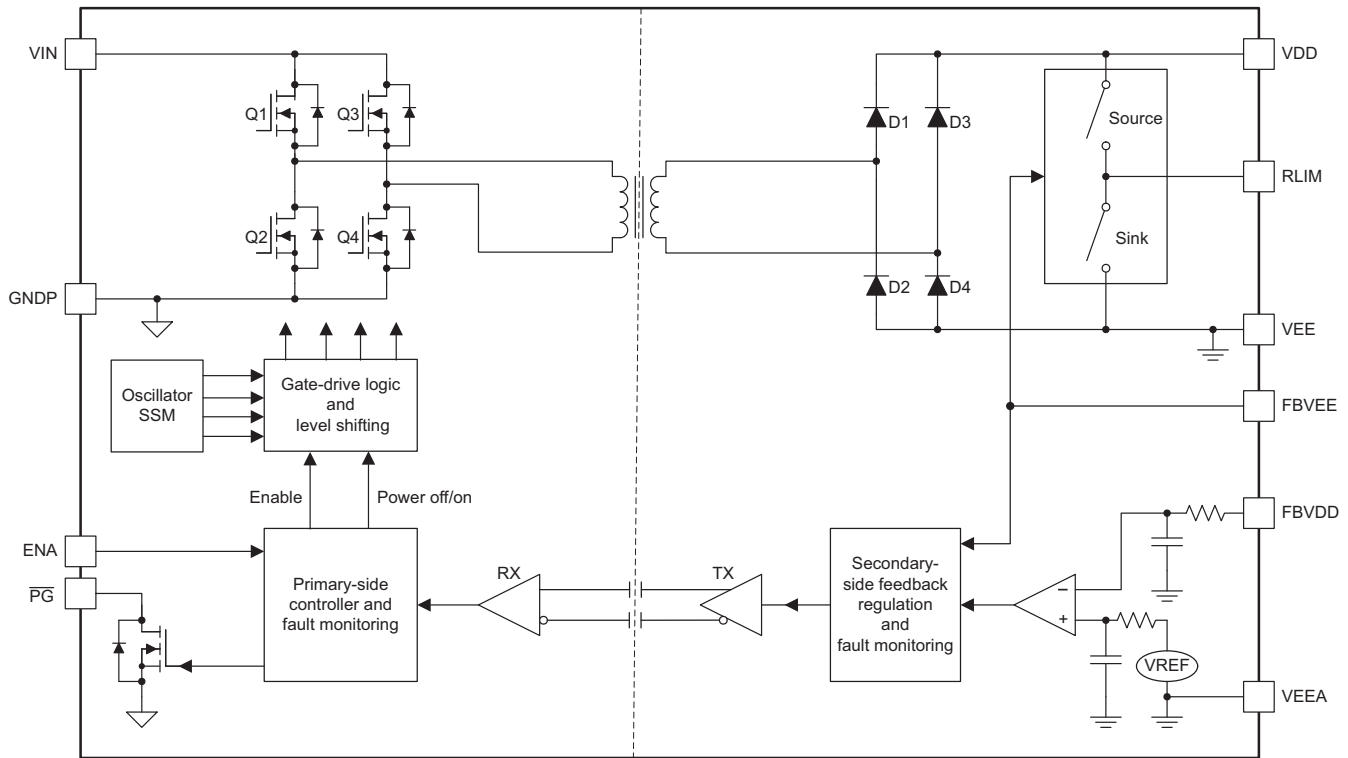 VIN
VDD
Q1
Q3
D1
D3
Source
RLIM
Q2
Q4
Sink
GNDP
D2
D4
VEE
Oscillator
SSM
Gate-drive logic
and
level shifting
FBVEE
Enable
Power off/on
FBVDD
ENA
PG
Primary-side
controller and
fault monitoring
RX
TX
Secondary-
side feedback
regulation
and
fault monitoring
–
+
VREF
VEEA